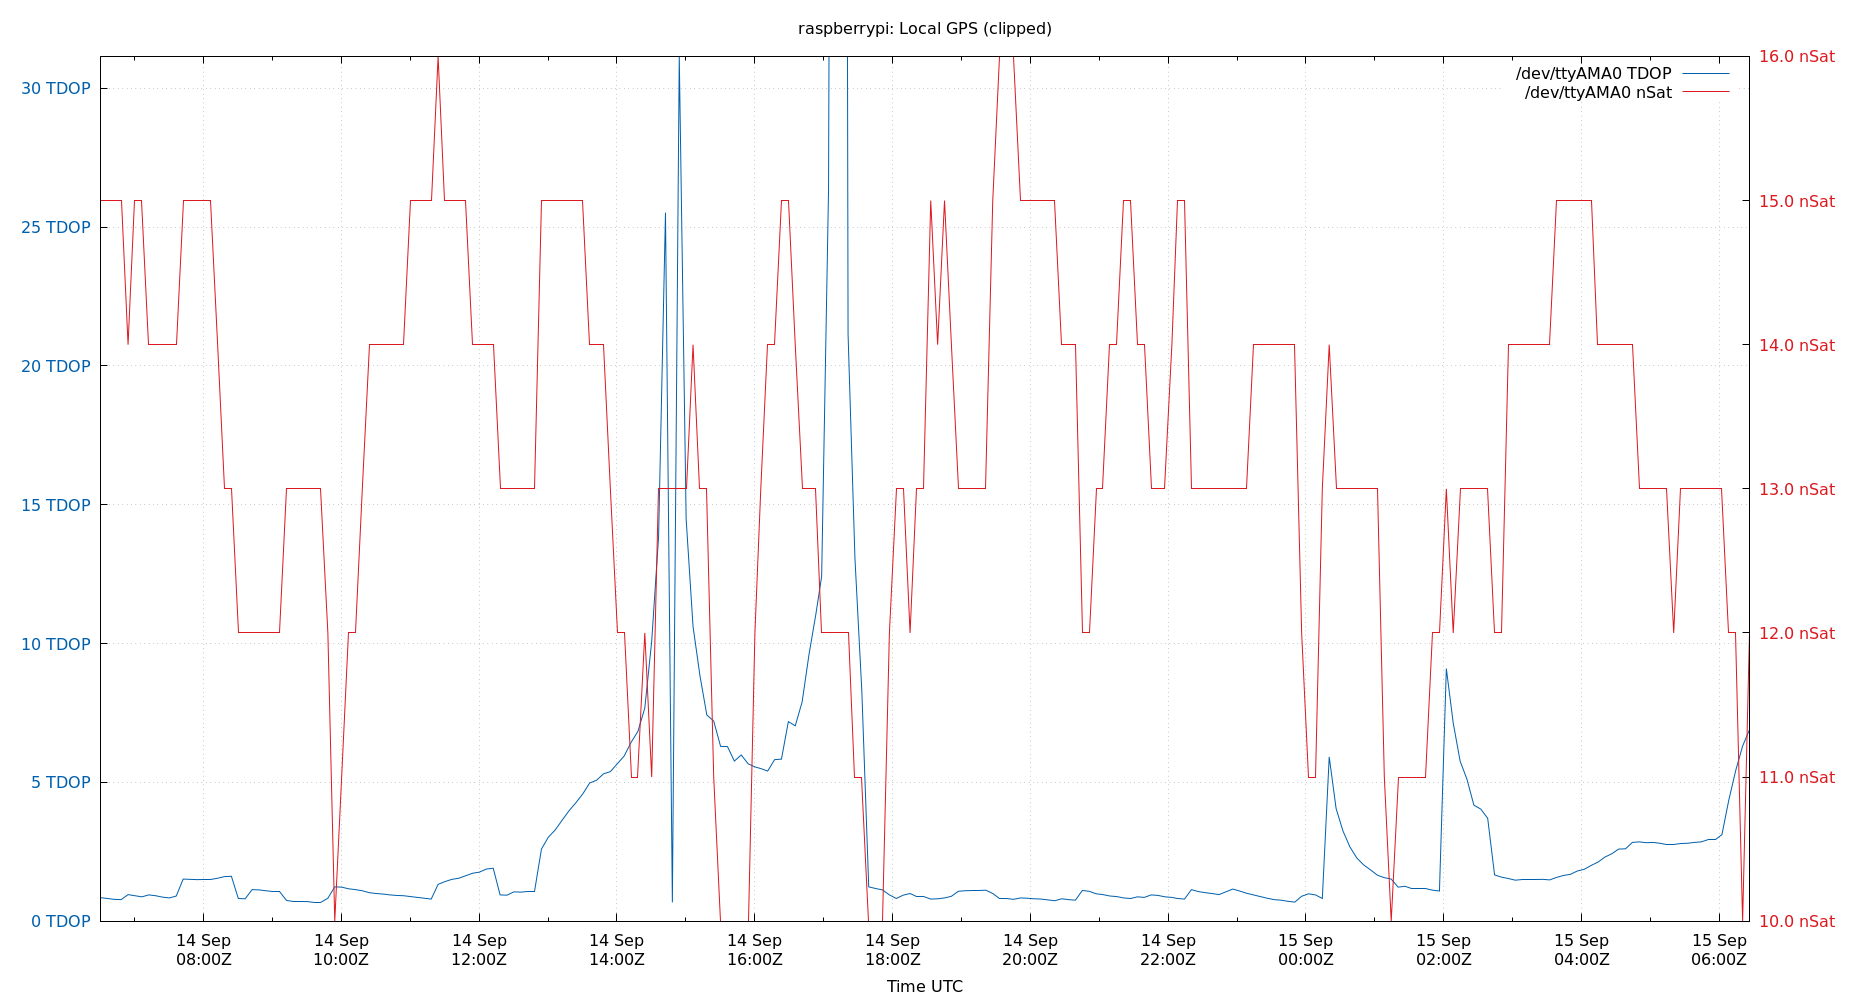 raspberrypi: Local GPS (clipped)
/dev/ttyAMA0 TDOP
/dev/ttyAMA0 nSat
30 TDOP
25 TDOP
20 TDOP
15 TDOP
10 TDOP
5 TDOP
0 TDOP
16.0 nSat
15.0 nSat
14.0 nSat
13.0 nSat
12.0 nSat
11.0 nSat
10.0 nSat
14 Sep
08:00Z
14 Sep
10:00Z
14 Sep
12:00Z
14 Sep
14:00Z
14 Sep
16:00Z
14 Sep
18:00Z
14 Sep
20:00Z
14 Sep
22:00Z
15 Sep
00:00Z
15 Sep
02:00Z
15 Sep
04:00Z
15 Sep
06:00Z
Time UTC